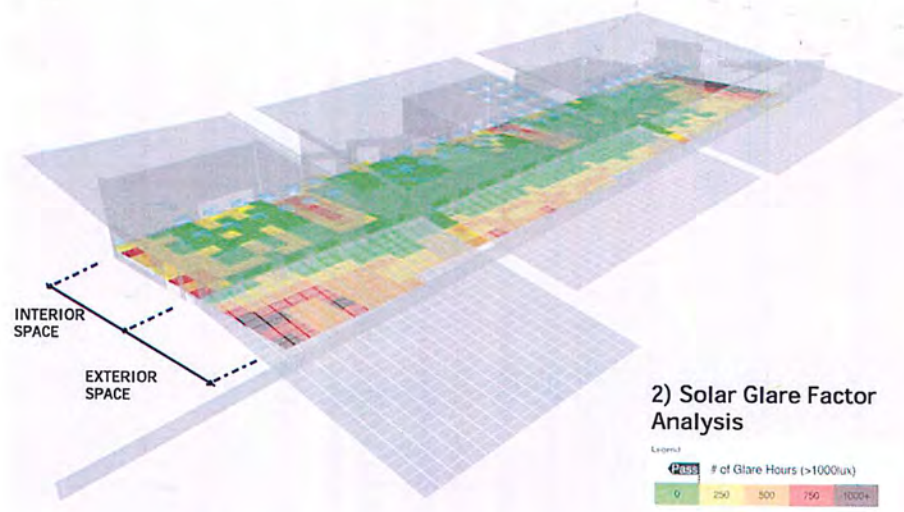 INTERIOR
SPACE
EXTERIOR
SPACE
2) Solar Glare Factor
Analysis
Legend
Pass # of Glare Hours (>1000lux)
0 250 500 750 1000+